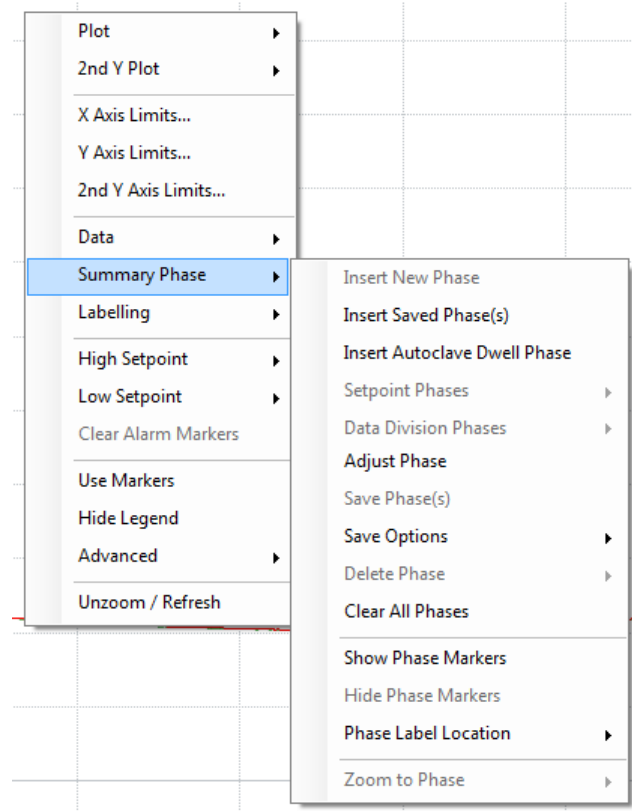 Plot
2nd Y Plot
X Axis Limits...
Y Axis Limits...
2nd Y Axis Limits...
Data
Summary Phase
Labelling
High Setpoint
Low Setpoint
Clear Alarm Markers
Use Markers
Hide Legend
Advanced
Unzoom / Refresh
Insert New Phase
Insert Saved Phase(s)
Insert Autoclave Dwell Phase
Setpoint Phases
Data Division Phases
Adjust Phase
Save Phase(s)
Save Options
Delete Phase
Clear All Phases
Show Phase Markers
Hide Phase Markers
Phase Label Location
Zoom to Phase